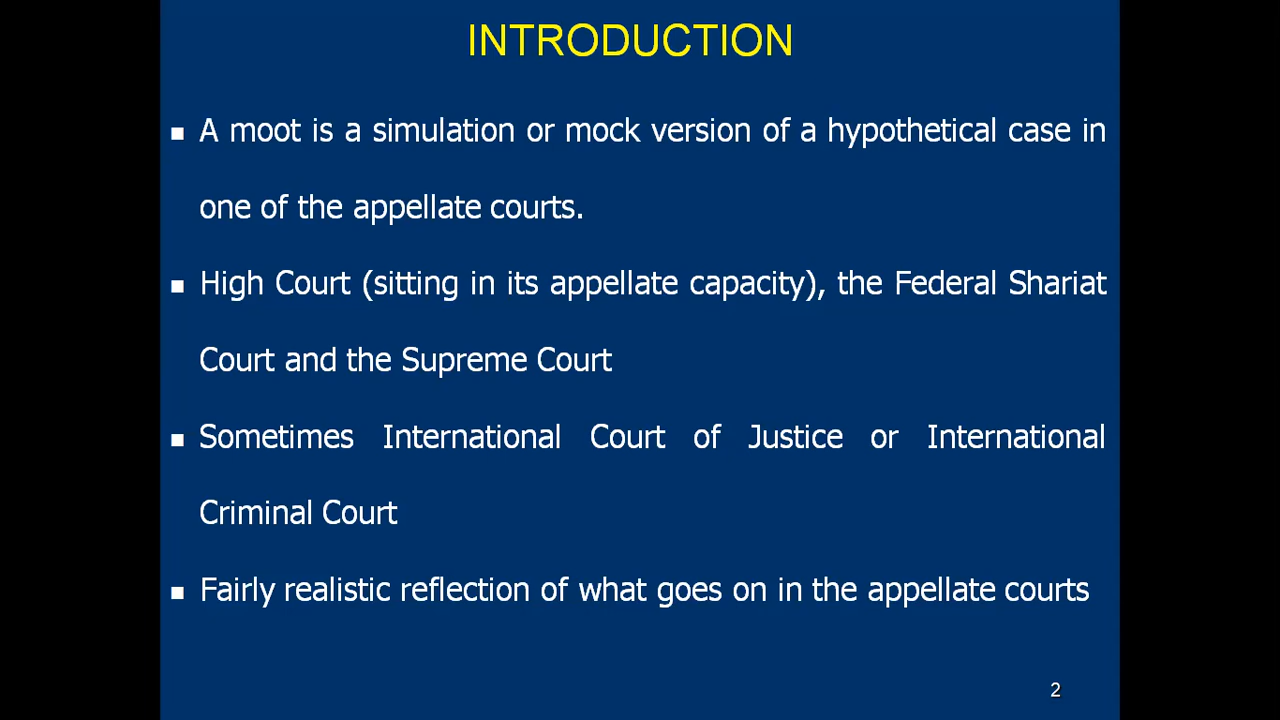 INTRODUCTION
▪ A moot is a simulation or mock version of a hypothetical case in
one of the appellate courts.
▪ High Court (sitting in its appellate capacity), the Federal Shariat
Court and the Supreme Court
▪ Sometimes International Court of Justice or International
Criminal Court
▪ Fairly realistic reflection of what goes on in the appellate courts
2